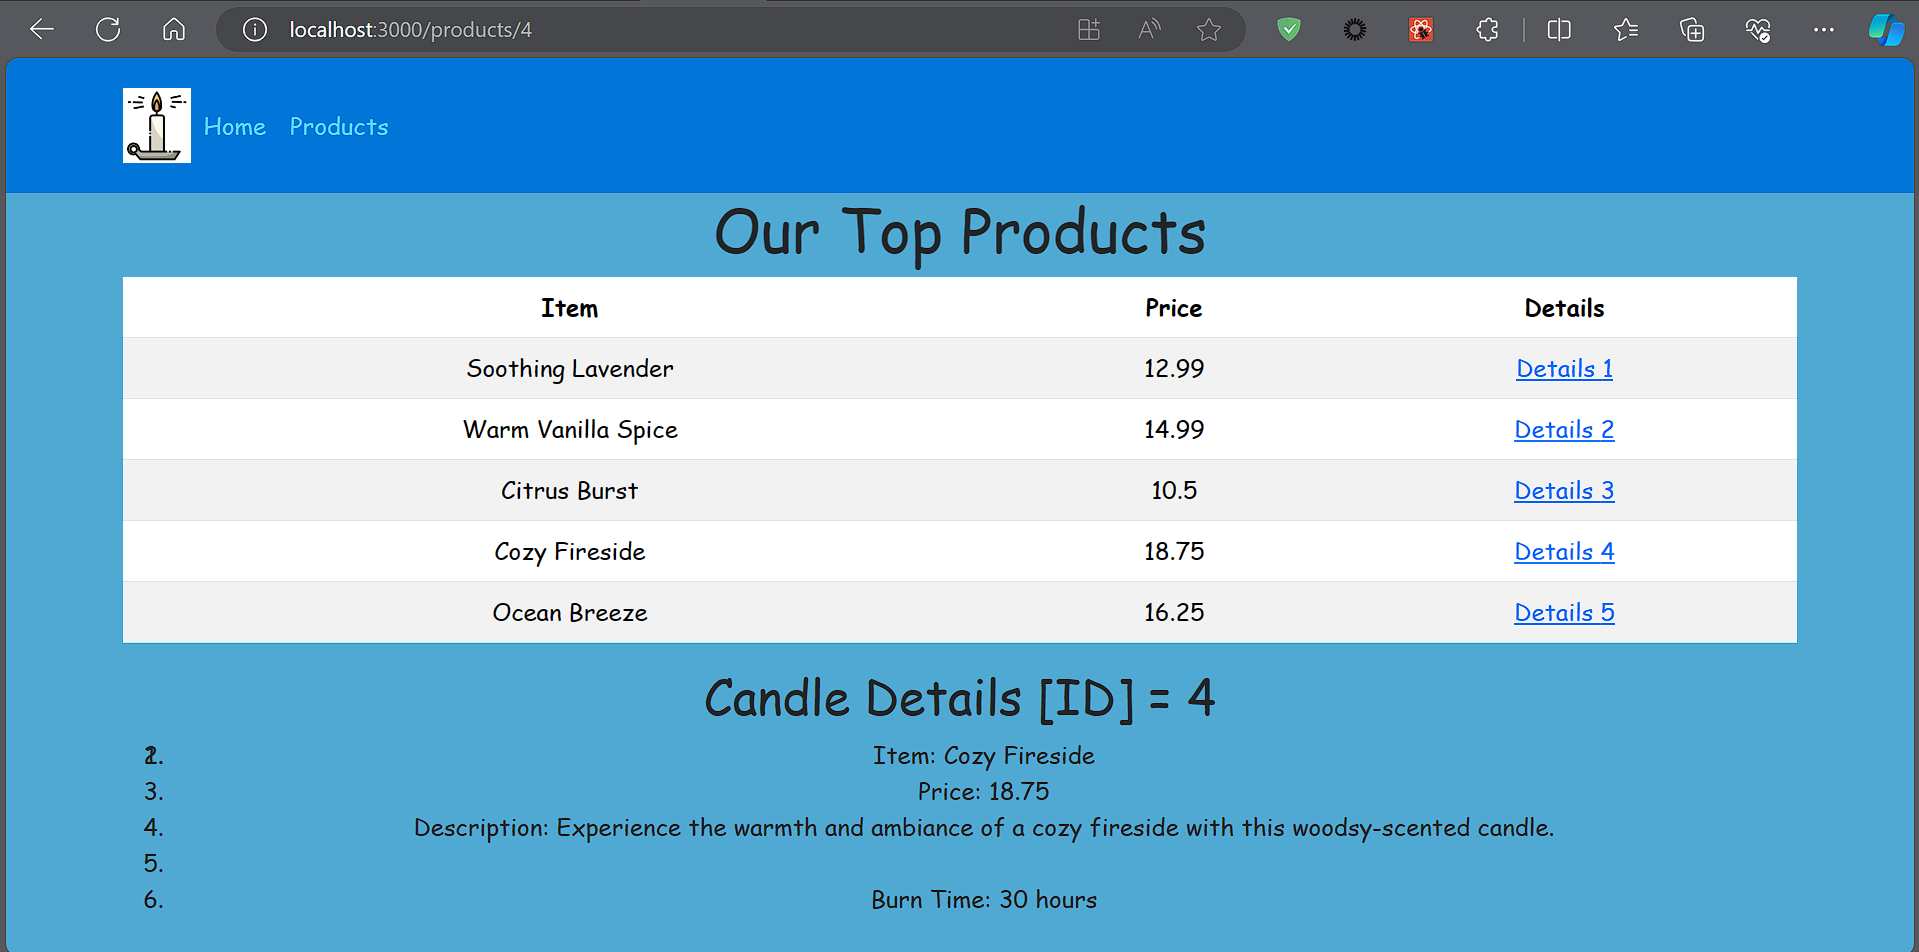 localhost:3000/products/4
Home Products
Our Top Products
Item Price Details
Soothing Lavender 12.99 Details 1
Warm Vanilla Spice 14.99 Details 2
Citrus Burst 10.5 Details 3
Cozy Fireside 18.75 Details 4
Ocean Breeze 16.25 Details 5
Candle Details [ID] = 4
Item: Cozy Fireside
3. Price: 18.75
4. Description: Experience the warmth and ambiance of a cozy fireside with this woodsy-scented candle.
5.
6. Burn Time: 30 hours